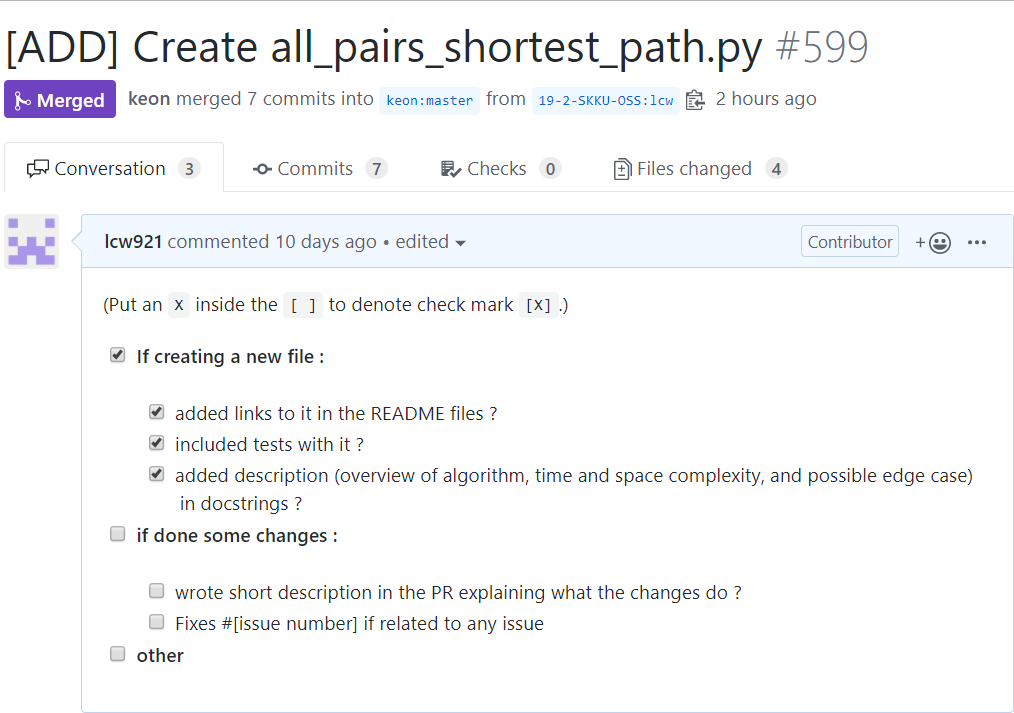 [ADD] Create all_pairs_shortest_path.py #599
Merged keon merged 7 commits into keon:master from 19-2-SKKU-OSS:lcw 2 hours ago
Conversation 3 Commits 7 Checks 0 Files changed 4
lcw921 commented 10 days ago • edited Contributor + ...
(Put an X inside the [ ] to denote check mark [X].)
If creating a new file :
added links to it in the README files ?
included tests with it ?
added description (overview of algorithm, time and space complexity, and possible edge case)
in docstrings ?
if done some changes :
wrote short description in the PR explaining what the changes do ?
Fixes #[issue number] if related to any issue
other